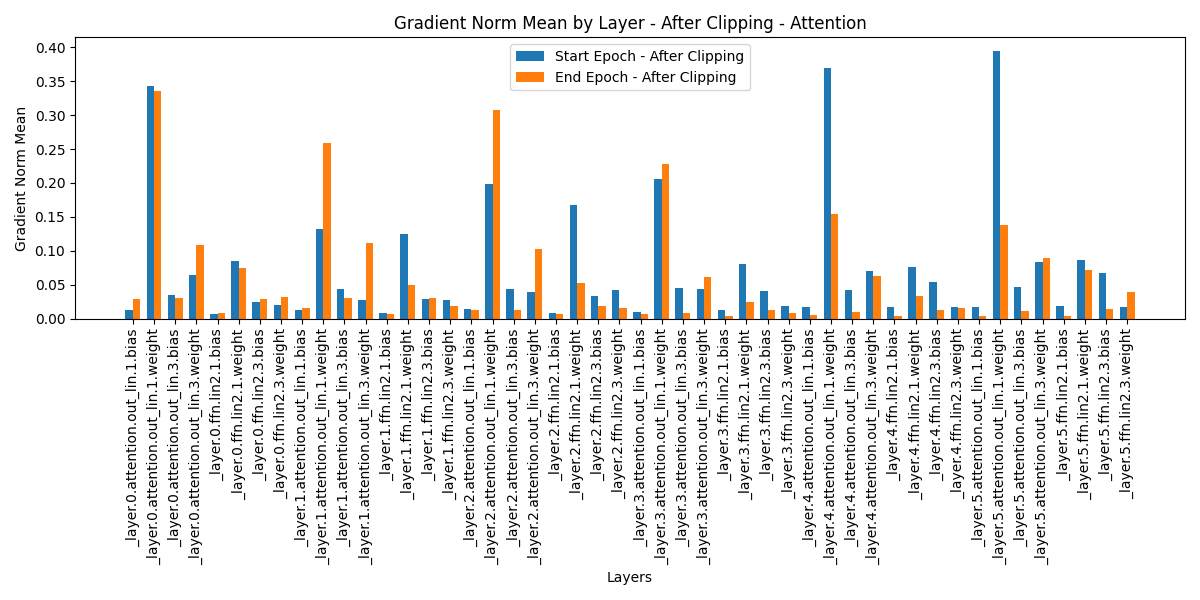 Gradient Norm Mean by Layer - After Clipping - Attention
Start Epoch - After Clipping
End Epoch - After Clipping
Gradient Norm Mean
0.40
0.35
0.30
0.25
0.20
0.15
0.10
0.05
0.00
_layer.0.attention.out_lin.1.bias
_layer.0.attention.out_lin.1.weight
_layer.0.attention.out_lin.3.bias
_layer.0.attention.out_lin.3.weight
_layer.0.ffn.lin2.1.bias
_layer.0.ffn.lin2.1.weight
_layer.0.ffn.lin2.3.bias
_layer.0.ffn.lin2.3.weight
_layer.1.attention.out_lin.1.bias
_layer.1.attention.out_lin.1.weight
_layer.1.attention.out_lin.3.bias
_layer.1.attention.out_lin.3.weight
_layer.1.ffn.lin2.1.bias
_layer.1.ffn.lin2.1.weight
_layer.1.ffn.lin2.3.bias
_layer.1.ffn.lin2.3.weight
_layer.2.attention.out_lin.1.bias
_layer.2.attention.out_lin.1.weight
_layer.2.attention.out_lin.3.bias
_layer.2.attention.out_lin.3.weight
_layer.2.ffn.lin2.1.bias
_layer.2.ffn.lin2.1.weight
_layer.2.ffn.lin2.3.bias
_layer.2.ffn.lin2.3.weight
_layer.3.attention.out_lin.1.bias
_layer.3.attention.out_lin.1.weight
_layer.3.attention.out_lin.3.bias
_layer.3.attention.out_lin.3.weight
_layer.3.ffn.lin2.1.bias
_layer.3.ffn.lin2.1.weight
_layer.3.ffn.lin2.3.bias
_layer.3.ffn.lin2.3.weight
_layer.4.attention.out_lin.1.bias
_layer.4.attention.out_lin.1.weight
_layer.4.attention.out_lin.3.bias
_layer.4.attention.out_lin.3.weight
_layer.4.ffn.lin2.1.bias
_layer.4.ffn.lin2.1.weight
_layer.4.ffn.lin2.3.bias
_layer.4.ffn.lin2.3.weight
_layer.5.attention.out_lin.1.bias
_layer.5.attention.out_lin.1.weight
_layer.5.attention.out_lin.3.bias
_layer.5.attention.out_lin.3.weight
_layer.5.ffn.lin2.1.bias
_layer.5.ffn.lin2.1.weight
_layer.5.ffn.lin2.3.bias
_layer.5.ffn.lin2.3.weight
Layers